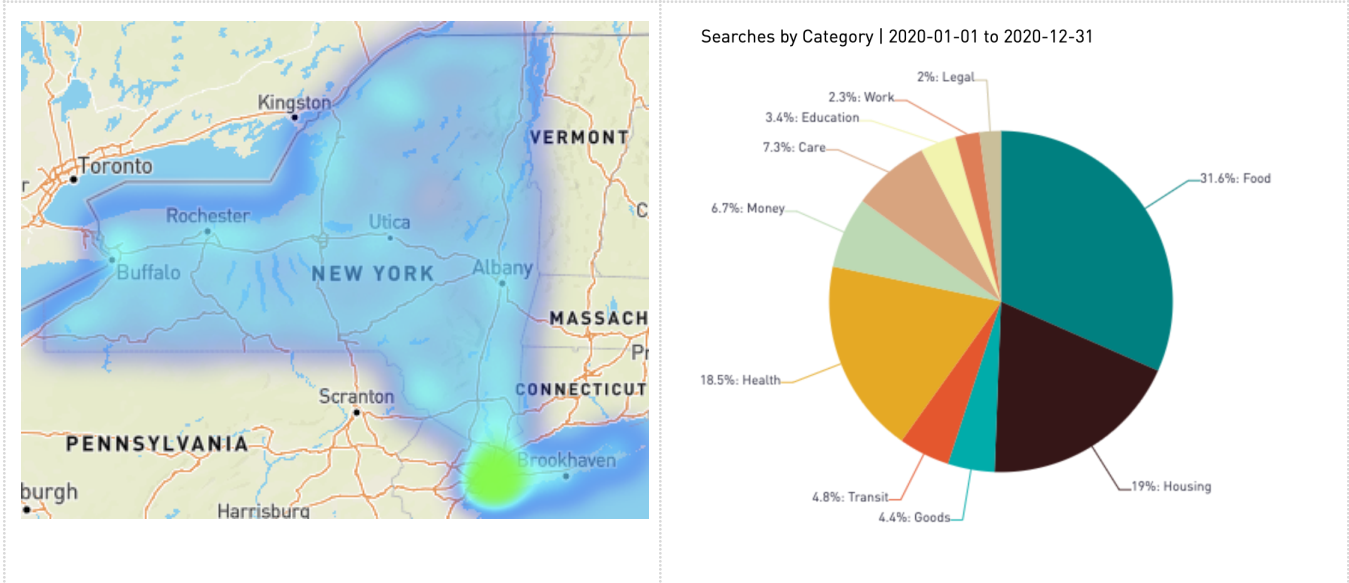 Kingston
VERMONT
Toronto
r
C
Rochester
Utica
Buffalo
NEW YORK
Albany
MASSACH
Pr
CONNECTICUT
Scranton
PENNSYLVANIA
Brookhaven
burgh
Harrisburg
Searches by Category | 2020-01-01 to 2020-12-31
2%: Legal
2.3%: Work
3.4%: Education
7.3%: Care
31.6%: Food
6.7%: Money
18.5%: Health
19%: Housing
4.8%: Transit
4.4%: Goods